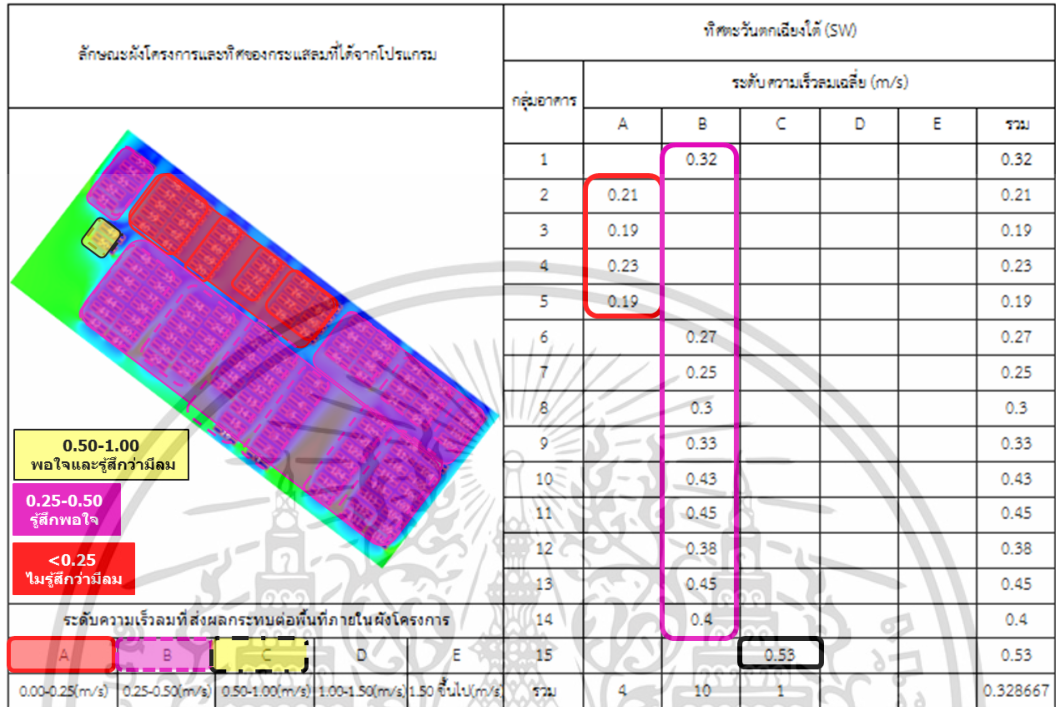 ลักษณะผังโครงการและทิศของกระแสลมที่ได้จากโปรแกรม
ทิศตะวันตกเฉียงใต้ (SW)
กลุ่มอาคาร
ระดับความเร็วลมเฉลี่ย (m/s)
A B C D E รวม
1 0.32 0.32
2 0.21 0.21
3 0.19 0.19
4 0.23 0.23
5 0.19 0.19
6 0.27 0.27
7 0.25 0.25
8 0.3 0.3
9 0.33 0.33
10 0.43 0.43
11 0.45 0.45
12 0.38 0.38
13 0.45 0.45
14 0.4 0.4
15 0.53 0.53
รวม 4 10 1 0.328667
0.50-1.00
พอใจและรู้สึกว่ามีลม
0.25-0.50
รู้สึกพอใจ
<0.25
ไม่รู้สึกว่ามีลม
ระดับความเร็วลมที่ส่งผลกระทบต่อพื้นที่ภายในผังโครงการ
A B C D E
0.00-0.25(m/s) 0.25-0.50(m/s) 0.50-1.00(m/s) 1.00-1.50(m/s) 1.50 ขึ้นไป(m/s)